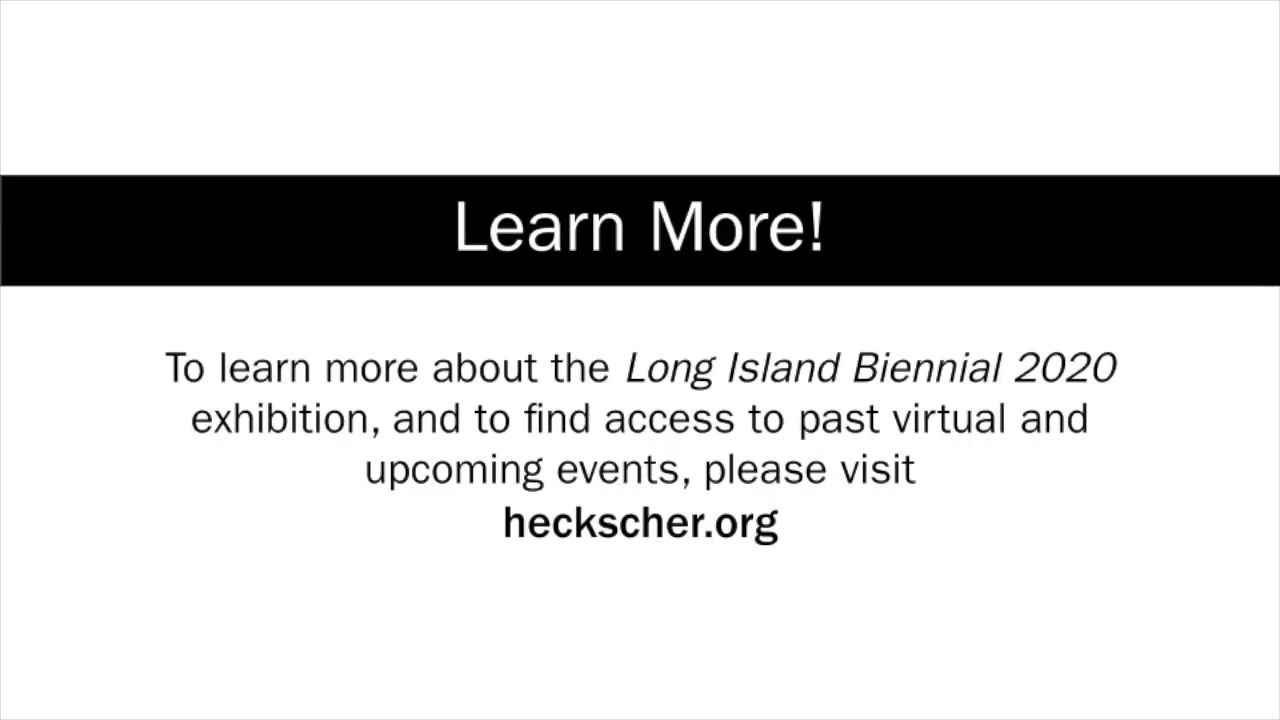 Learn More!
To learn more about the Long Island Biennial 2020
exhibition, and to find access to past virtual and
upcoming events, please visit
heckscher.org